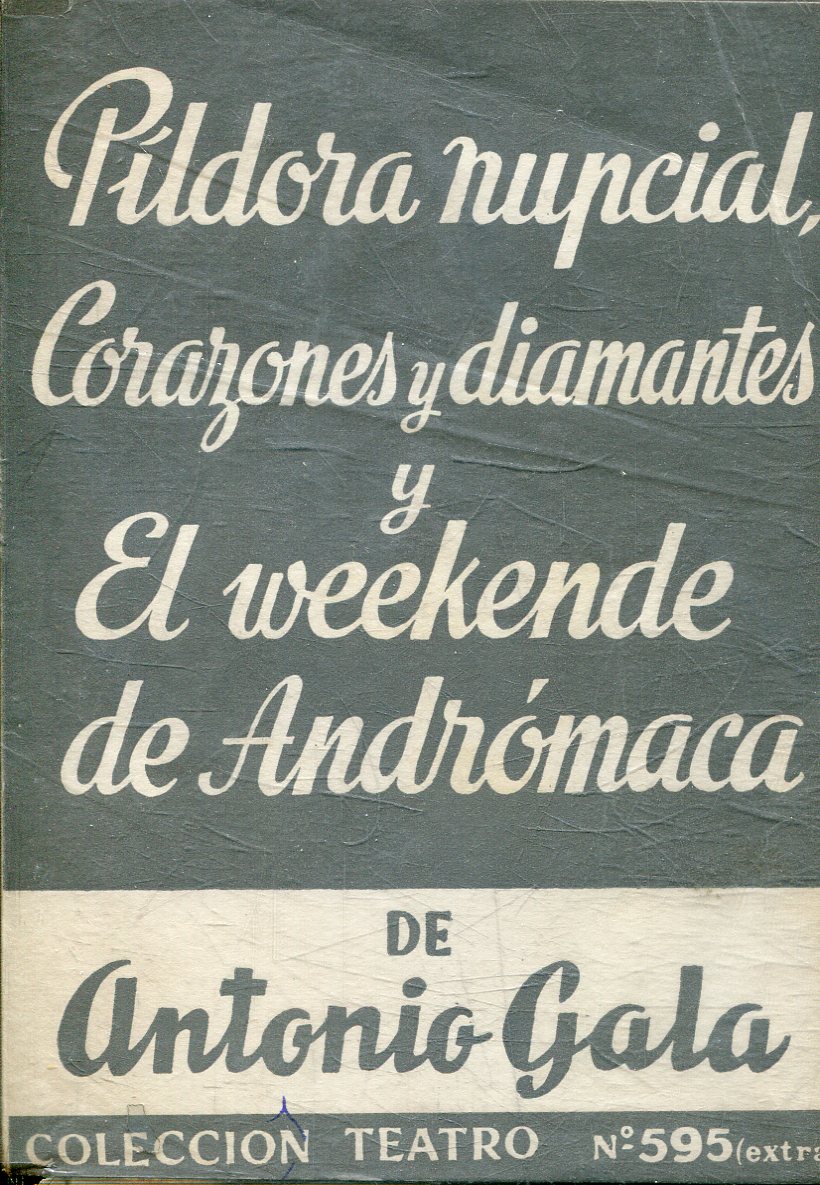 Píldora nupcial,
Corazones y diamantes
y
El weekende
de Andrómaca
DE
Antonio Gala
COLECCION TEATRO Nº 595 (extra